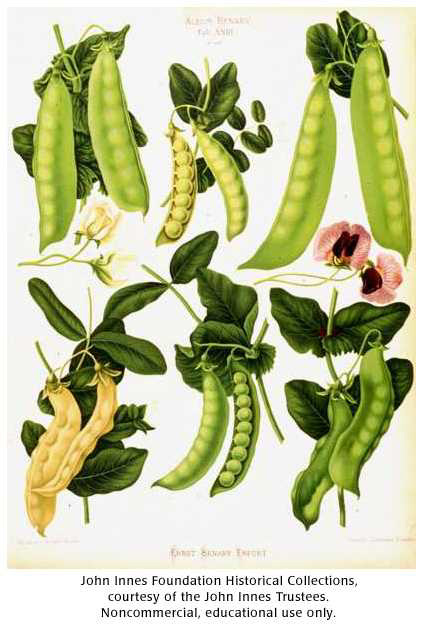 ALBUM BENARY
Tab. XXIII
ERNST BENARY, ERFURT
John Innes Foundation Historical Collections,
courtesy of the John Innes Trustees.
Noncommercial, educational use only.